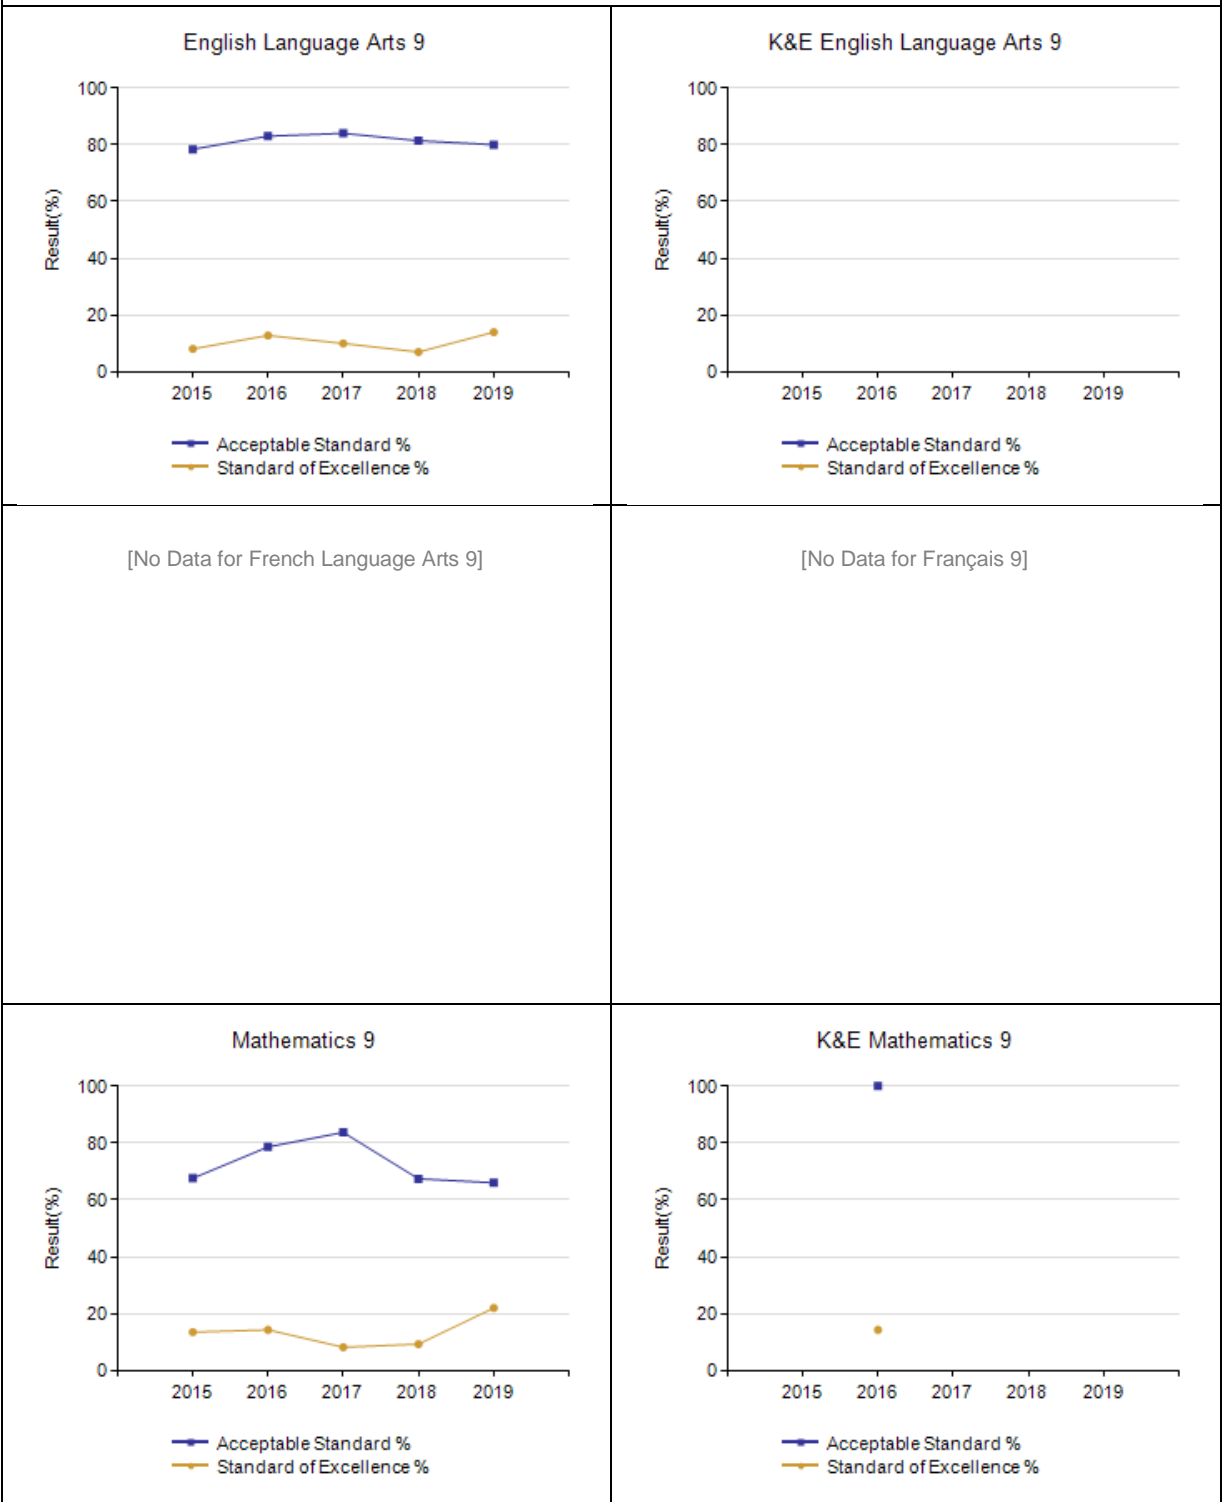 English Language Arts 9
100
80
60
40
20
0
Result(%)
2015 2016 2017 2018 2019
Acceptable Standard %
Standard of Excellence %
K&E English Language Arts 9
100
80
60
40
20
0
Result(%)
2015 2016 2017 2018 2019
Acceptable Standard %
Standard of Excellence %
[No Data for French Language Arts 9]
[No Data for Français 9]
Mathematics 9
100
80
60
40
20
0
Result(%)
2015 2016 2017 2018 2019
Acceptable Standard %
Standard of Excellence %
K&E Mathematics 9
100
80
60
40
20
0
Result(%)
2015 2016 2017 2018 2019
Acceptable Standard %
Standard of Excellence %